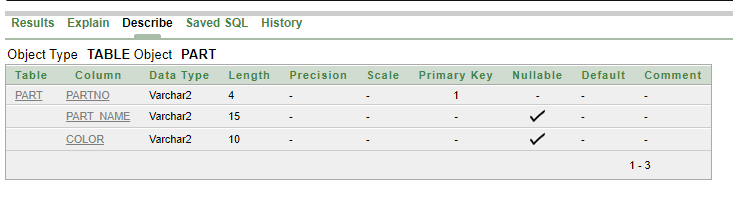 Results Explain Describe Saved SQL History
Object Type TABLE Object PART
Table Column Data Type Length Precision Scale Primary Key Nullable Default Comment
PART PARTNO Varchar2 4 - - 1 - - -
PART_NAME Varchar2 15 - - - - -
COLOR Varchar2 10 - - - - -
1 - 3